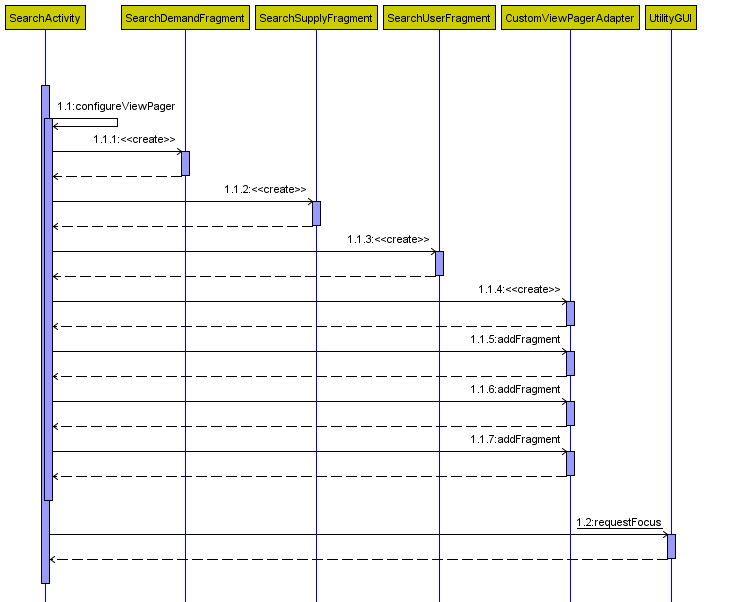 SearchActivity SearchDemandFragment SearchSupplyFragment SearchUserFragment CustomViewPagerAdapter UtilityGUI
1.1:configureViewPager
1.1.1:<<create>>
1.1.2:<<create>>
1.1.3:<<create>>
1.1.4:<<create>>
1.1.5:addFragment
1.1.6:addFragment
1.1.7:addFragment
1.2:requestFocus